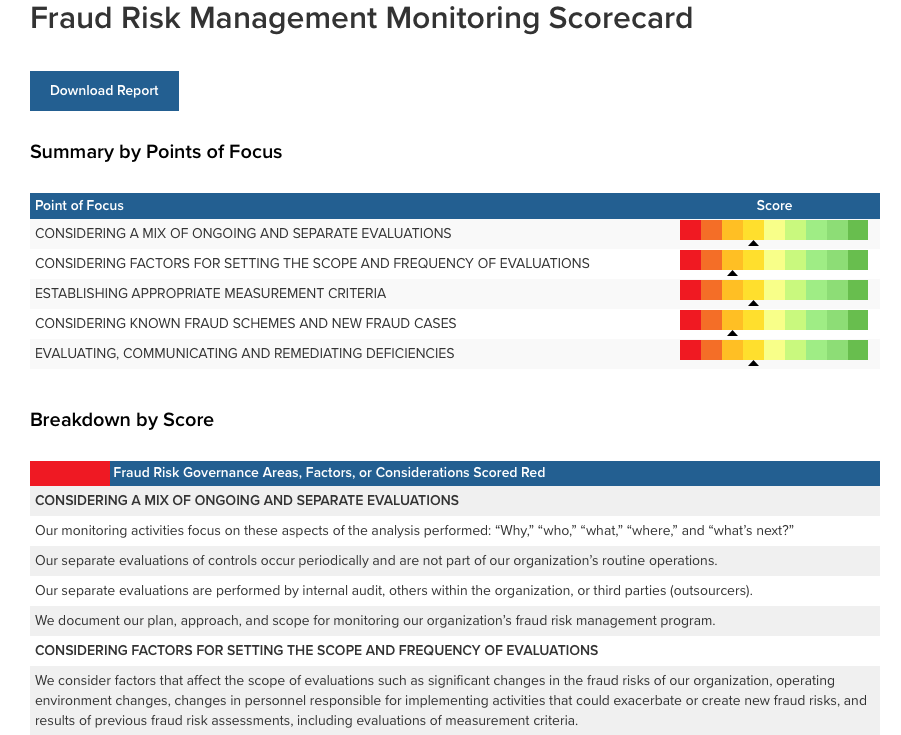 Fraud Risk Management Monitoring Scorecard
Download Report
Summary by Points of Focus
Point of Focus Score
CONSIDERING A MIX OF ONGOING AND SEPARATE EVALUATIONS
CONSIDERING FACTORS FOR SETTING THE SCOPE AND FREQUENCY OF EVALUATIONS
ESTABLISHING APPROPRIATE MEASUREMENT CRITERIA
CONSIDERING KNOWN FRAUD SCHEMES AND NEW FRAUD CASES
EVALUATING, COMMUNICATING AND REMEDIATING DEFICIENCIES
Breakdown by Score
Fraud Risk Governance Areas, Factors, or Considerations Scored Red
CONSIDERING A MIX OF ONGOING AND SEPARATE EVALUATIONS
Our monitoring activities focus on these aspects of the analysis performed: “Why,” “who,” “what,” “where,” and “what’s next?”
Our separate evaluations of controls occur periodically and are not part of our organization’s routine operations.
Our separate evaluations are performed by internal audit, others within the organization, or third parties (outsourcers).
We document our plan, approach, and scope for monitoring our organization’s fraud risk management program.
CONSIDERING FACTORS FOR SETTING THE SCOPE AND FREQUENCY OF EVALUATIONS
We consider factors that affect the scope of evaluations such as significant changes in the fraud risks of our organization, operating
environment changes, changes in personnel responsible for implementing activities that could exacerbate or create new fraud risks, and
results of previous fraud risk assessments, including evaluations of measurement criteria.